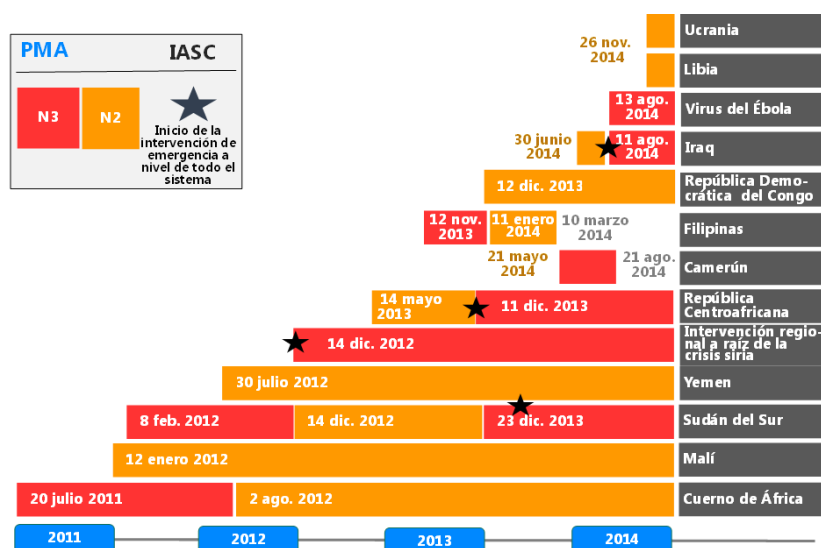 PMA IASC
N3 N2
Inicio de la
intervención de
emergencia a
nivel de todo el
sistema
26 nov.
2014
Ucrania
Libia
13 ago.
2014
Virus del Ébola
30 junio
2014
11 ago.
2014
Iraq
12 dic. 2013
República Demo-
crática del Congo
12 nov.
2013
11 enero
2014
10 marzo
2014
Filipinas
21 mayo
2014
21 ago.
2014
Camerún
14 mayo
2013
11 dic. 2013
República
Centroafricana
14 dic. 2012
Intervención regio-
nal a raíz de la
crisis siria
30 julio 2012
Yemen
8 feb. 2012
14 dic. 2012
23 dic. 2013
Sudán del Sur
12 enero 2012
Malí
20 julio 2011
2 ago. 2012
Cuerno de África
2011 2012 2013 2014